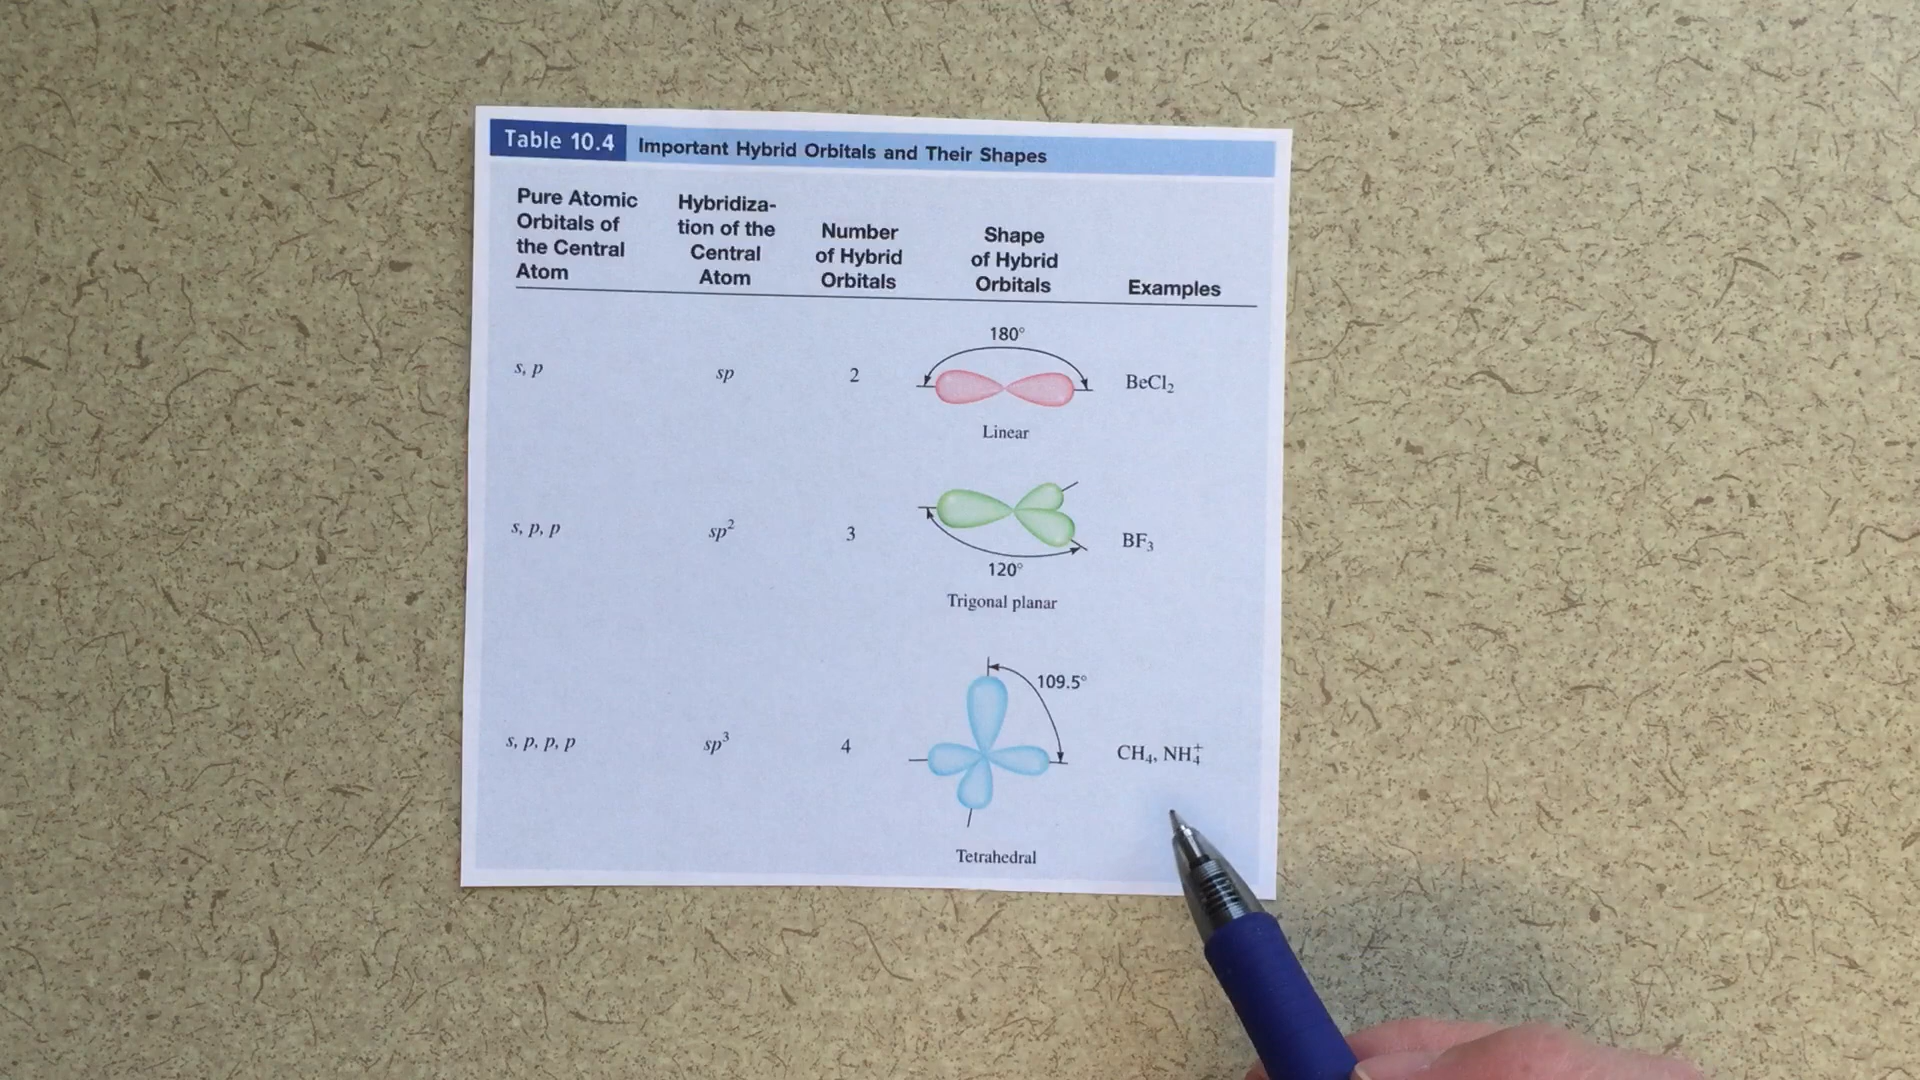 Table 10.4 Important Hybrid Orbitals and Their Shapes
Pure Atomic
Orbitals of
the Central
Atom
Hybridiza-
tion of the
Central
Atom
Number
of Hybrid
Orbitals
Shape
of Hybrid
Orbitals
Examples
s, p
sp
2
180°
Linear
BeCl₂
s, p, p
sp²
3
120°
Trigonal planar
BF₃
s, p, p, p
sp³
4
109.5°
Tetrahedral
CH₄, NH₄⁺